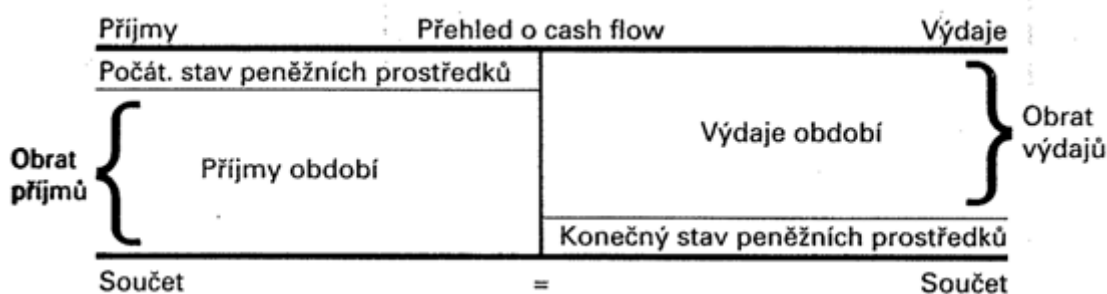 Příjmy Přehled o cash flow Výdaje
Počát. stav peněžních prostředků
Obrat
příjmů
Příjmy období
Výdaje období
Obrat
výdajů
Konečný stav peněžních prostředků
Součet = Součet